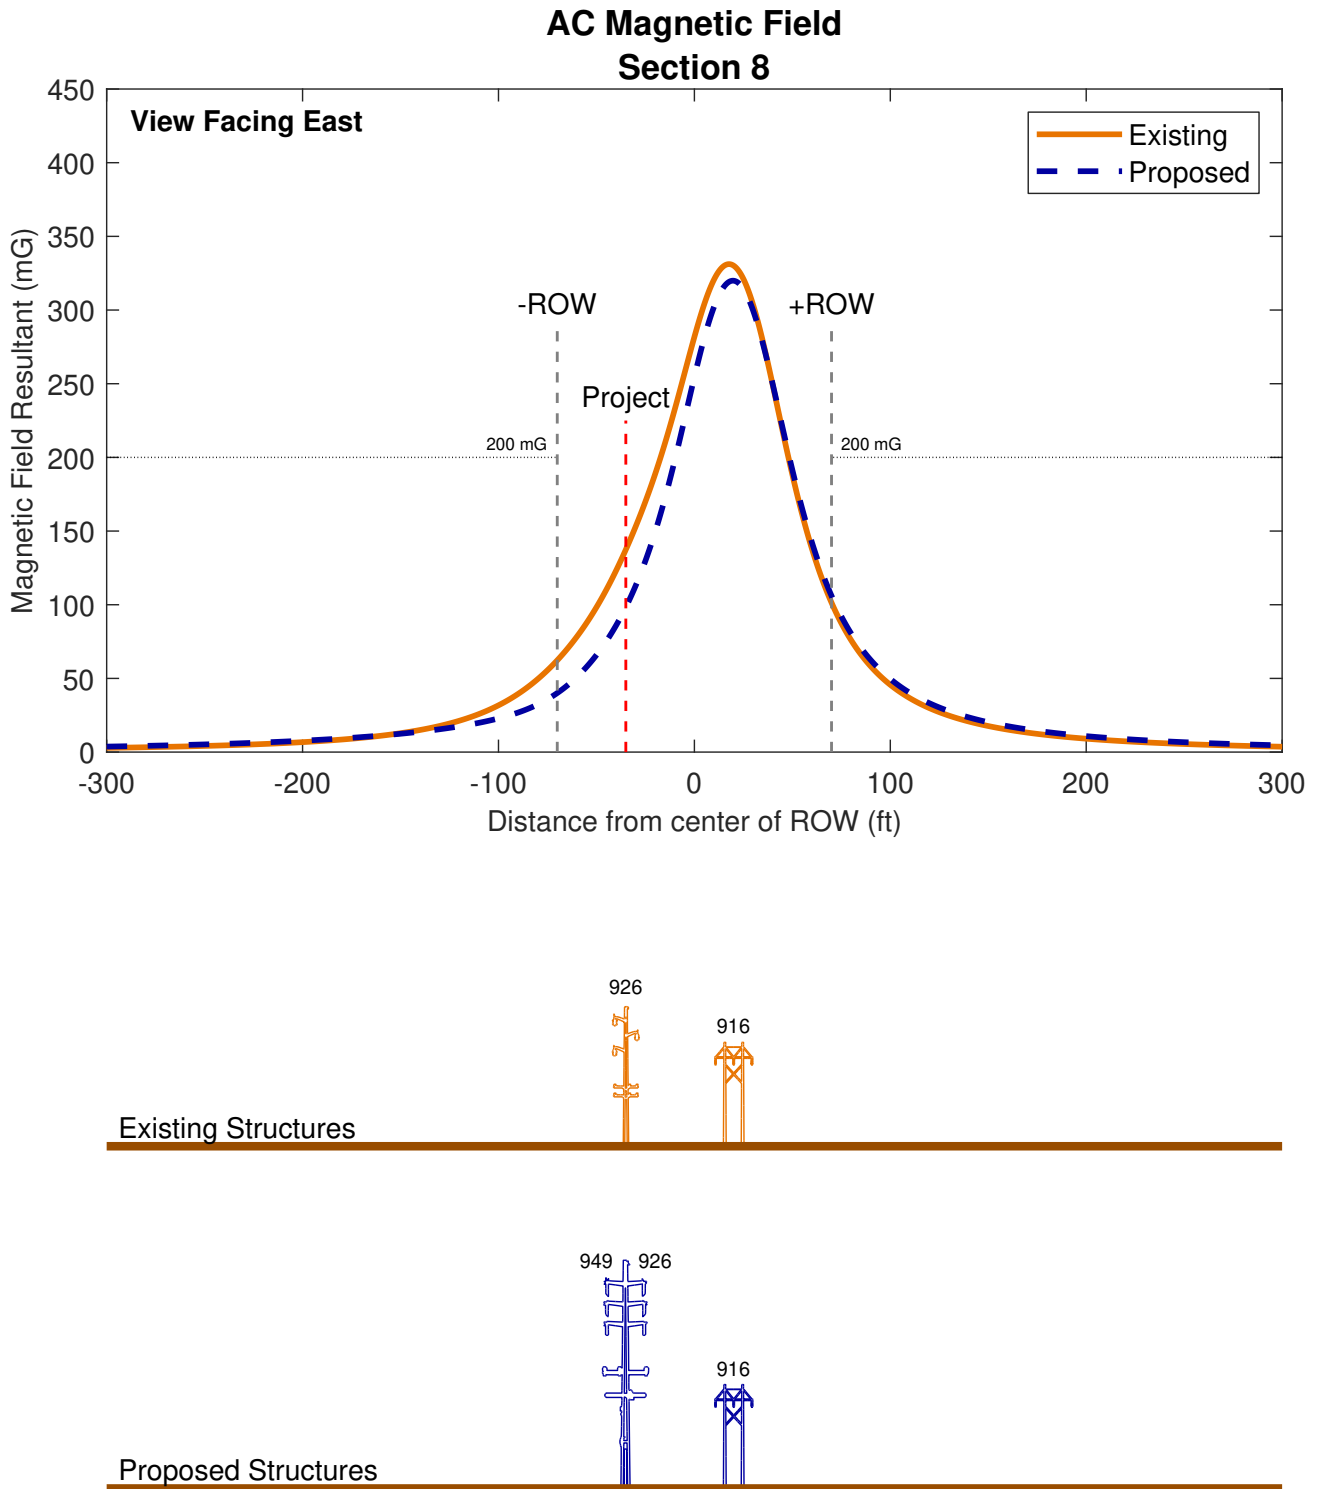 AC Magnetic Field
Section 8
View Facing East
Existing
Proposed
450
400
350
300
250
200
150
100
50
0
Magnetic Field Resultant (mG)
-ROW
+ROW
Project
200 mG
200 mG
-300
-200
-100
0
100
200
300
Distance from center of ROW (ft)
926
916
Existing Structures
949
926
916
Proposed Structures